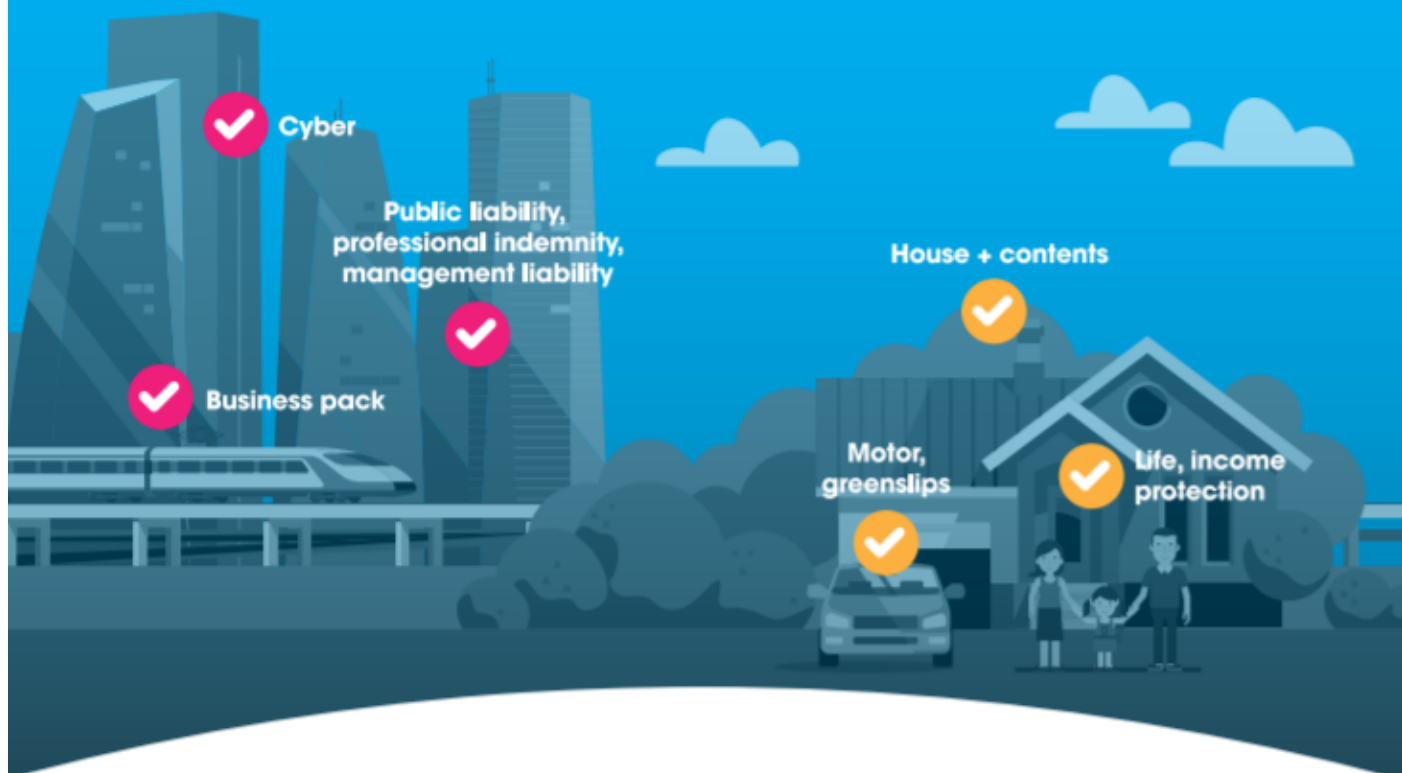 Cyber
Public liability,
professional indemnity,
management liability
House + contents
Business pack
Motor,
greenslips
Life, income
protection